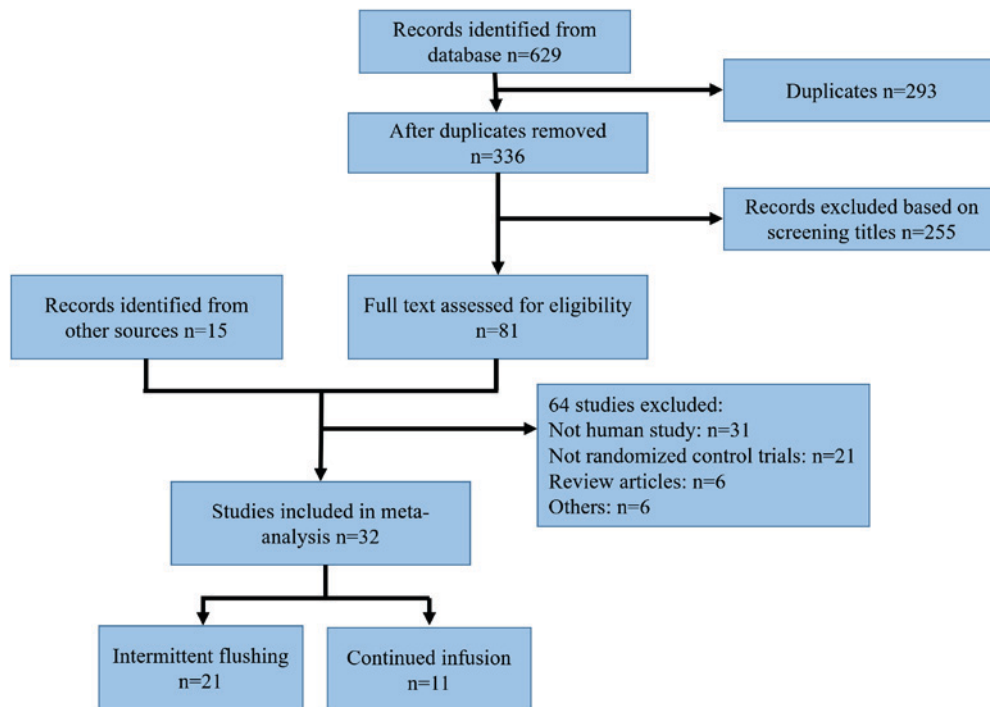 Records identified from
database n=629
Duplicates n=293
After duplicates removed
n=336
Records excluded based on
screening titles n=255
Records identified from
other sources n=15
Full text assessed for eligibility
n=81
64 studies excluded:
Not human study: n=31
Not randomized control trials: n=21
Review articles: n=6
Others: n=6
Studies included in meta-
analysis n=32
Intermittent flushing
n=21
Continued infusion
n=11